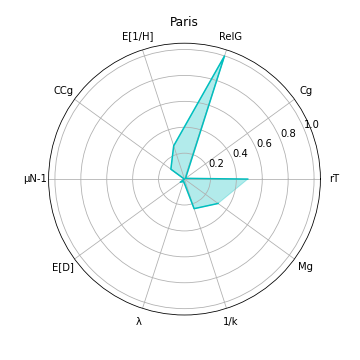 Paris
E[1/H]
RelG
CCg
Cg
1.0
0.8
0.6
0.4
0.2
μN-1
rT
E[D]
Mg
λ
1/k